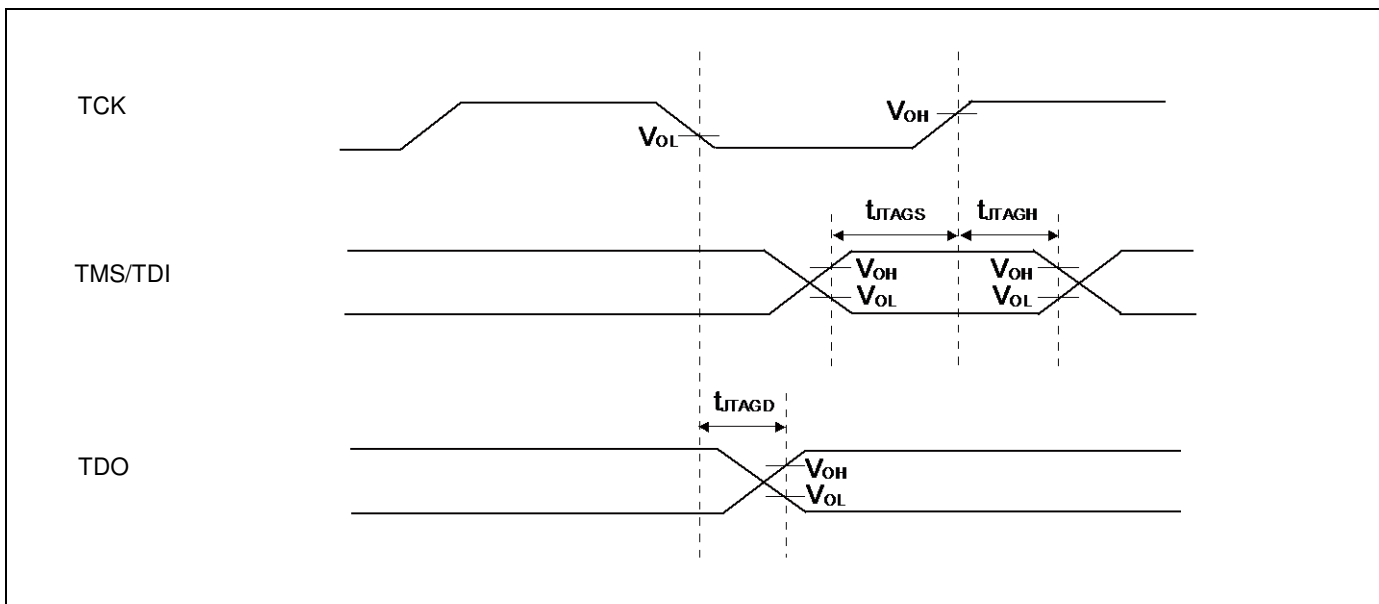 TCK
VOL
VOH
tJTAGS
tJTAGH
TMS/TDI
VOH
VOL
VOH
VOL
tJTAGD
TDO
VOH
VOL